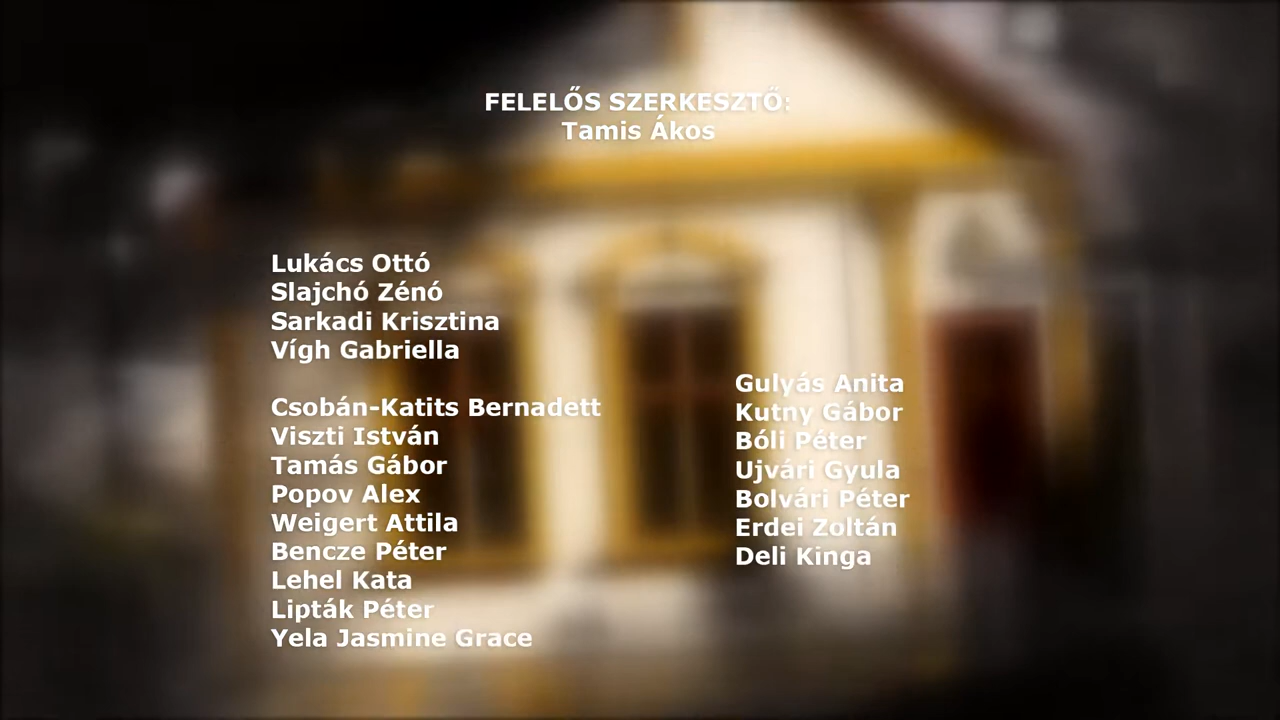 FELELŐS SZERKESZTŐ:
Tamis Ákos
Lukács Ottó
Slajchó Zénó
Sarkadi Krisztina
Vígh Gabriella
Csobán-Katits Bernadett
Viszti István
Tamás Gábor
Popov Alex
Weigert Attila
Bencze Péter
Lehel Kata
Lipták Péter
Yela Jasmine Grace
Gulyás Anita
Kutny Gábor
Bóli Péter
Ujvári Gyula
Bolvári Péter
Erdei Zoltán
Deli Kinga